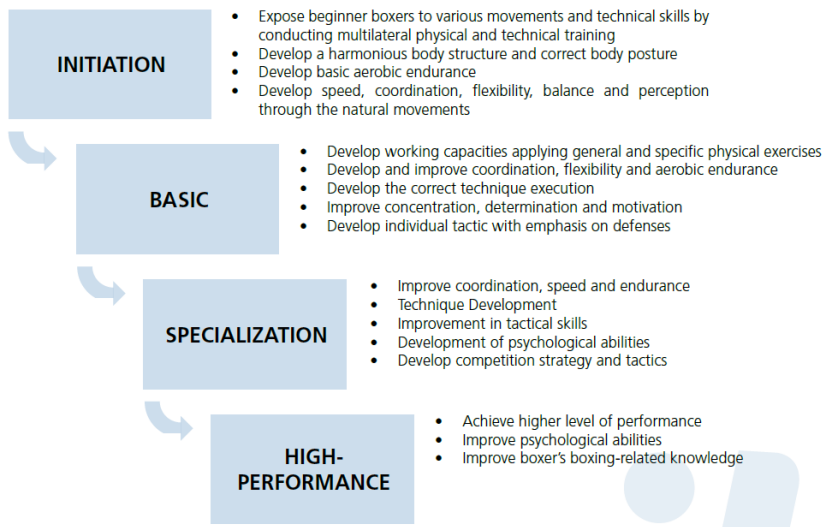 INITIATION
• Expose beginner boxers to various movements and technical skills by
conducting multilateral physical and technical training
• Develop a harmonious body structure and correct body posture
• Develop basic aerobic endurance
• Develop speed, coordination, flexibility, balance and perception
through the natural movements
BASIC
• Develop working capacities applying general and specific physical exercises
• Develop and improve coordination, flexibility and aerobic endurance
• Develop the correct technique execution
• Improve concentration, determination and motivation
• Develop individual tactic with emphasis on defenses
SPECIALIZATION
• Improve coordination, speed and endurance
• Technique Development
• Improvement in tactical skills
• Development of psychological abilities
• Develop competition strategy and tactics
HIGH-
PERFORMANCE
• Achieve higher level of performance
• Improve psychological abilities
• Improve boxer's boxing-related knowledge